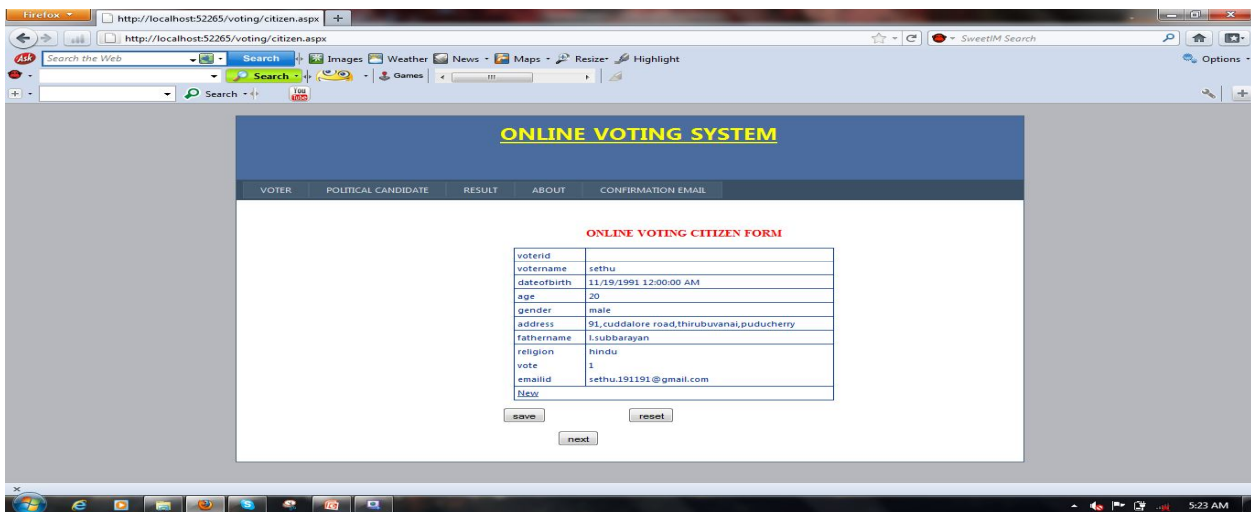 Firefox
http://localhost:52265/voting/citizen.aspx
http://localhost:52265/voting/citizen.aspx
SweetIM Search
Ask Search the Web Search Images Weather News Maps Resize Highlight Options
Search Games
Search You Tube
ONLINE VOTING SYSTEM
VOTER POLITICAL CANDIDATE RESULT ABOUT CONFIRMATION EMAIL
ONLINE VOTING CITIZEN FORM
voterid
votername sethu
dateofbirth 11/19/1991 12:00:00 AM
age 20
gender male
address 91,cuddalore road,thirubuvanai,puducherry
fathername l.subbarayan
religion hindu
vote 1
emailid sethu.191191@gmail.com
New
save reset
next
5:23 AM